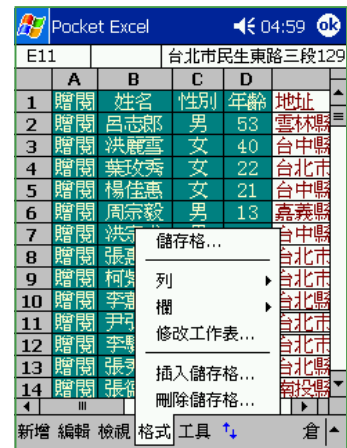 Pocket Excel 04:59 ok
E11 台北市民生東路三段129
A B C D
1 贈閱 姓名 性別 年齡 地址
2 贈閱 呂志郎 男 53 雲林縣
3 贈閱 洪麗雪 女 40 台中縣
4 贈閱 葉玫秀 女 22 台北市
5 贈閱 楊佳惠 女 21 台中縣
6 贈閱 周宗毅 男 13 嘉義縣
7 贈閱 台中縣
儲存格...
8 贈閱 台北市
9 贈閱 台北市
列
10 贈閱 台北縣
欄
11 贈閱 台北市
修改工作表...
12 贈閱 台北市
13 贈閱 台北縣
插入儲存格...
14 贈閱 南投縣
刪除儲存格...
新增 編輯 檢視 格式 工具 倉